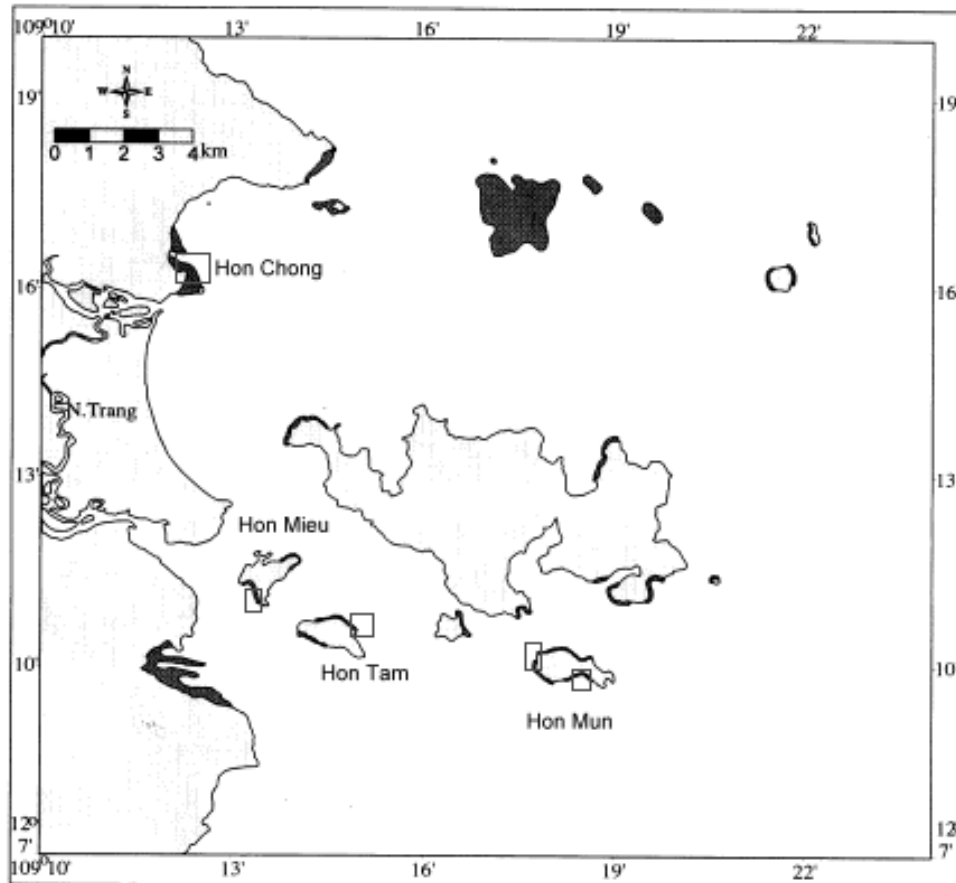 109° 10' 13' 16' 19' 22'
19' 19'
N
W E
S
0 1 2 3 4 km
Hon Chong
16' 16'
N.Trang
13' 13'
Hon Mieu
10' 10'
Hon Tam
Hon Mun
12° 12°
7' 7'
109° 10' 13' 16' 19' 22'